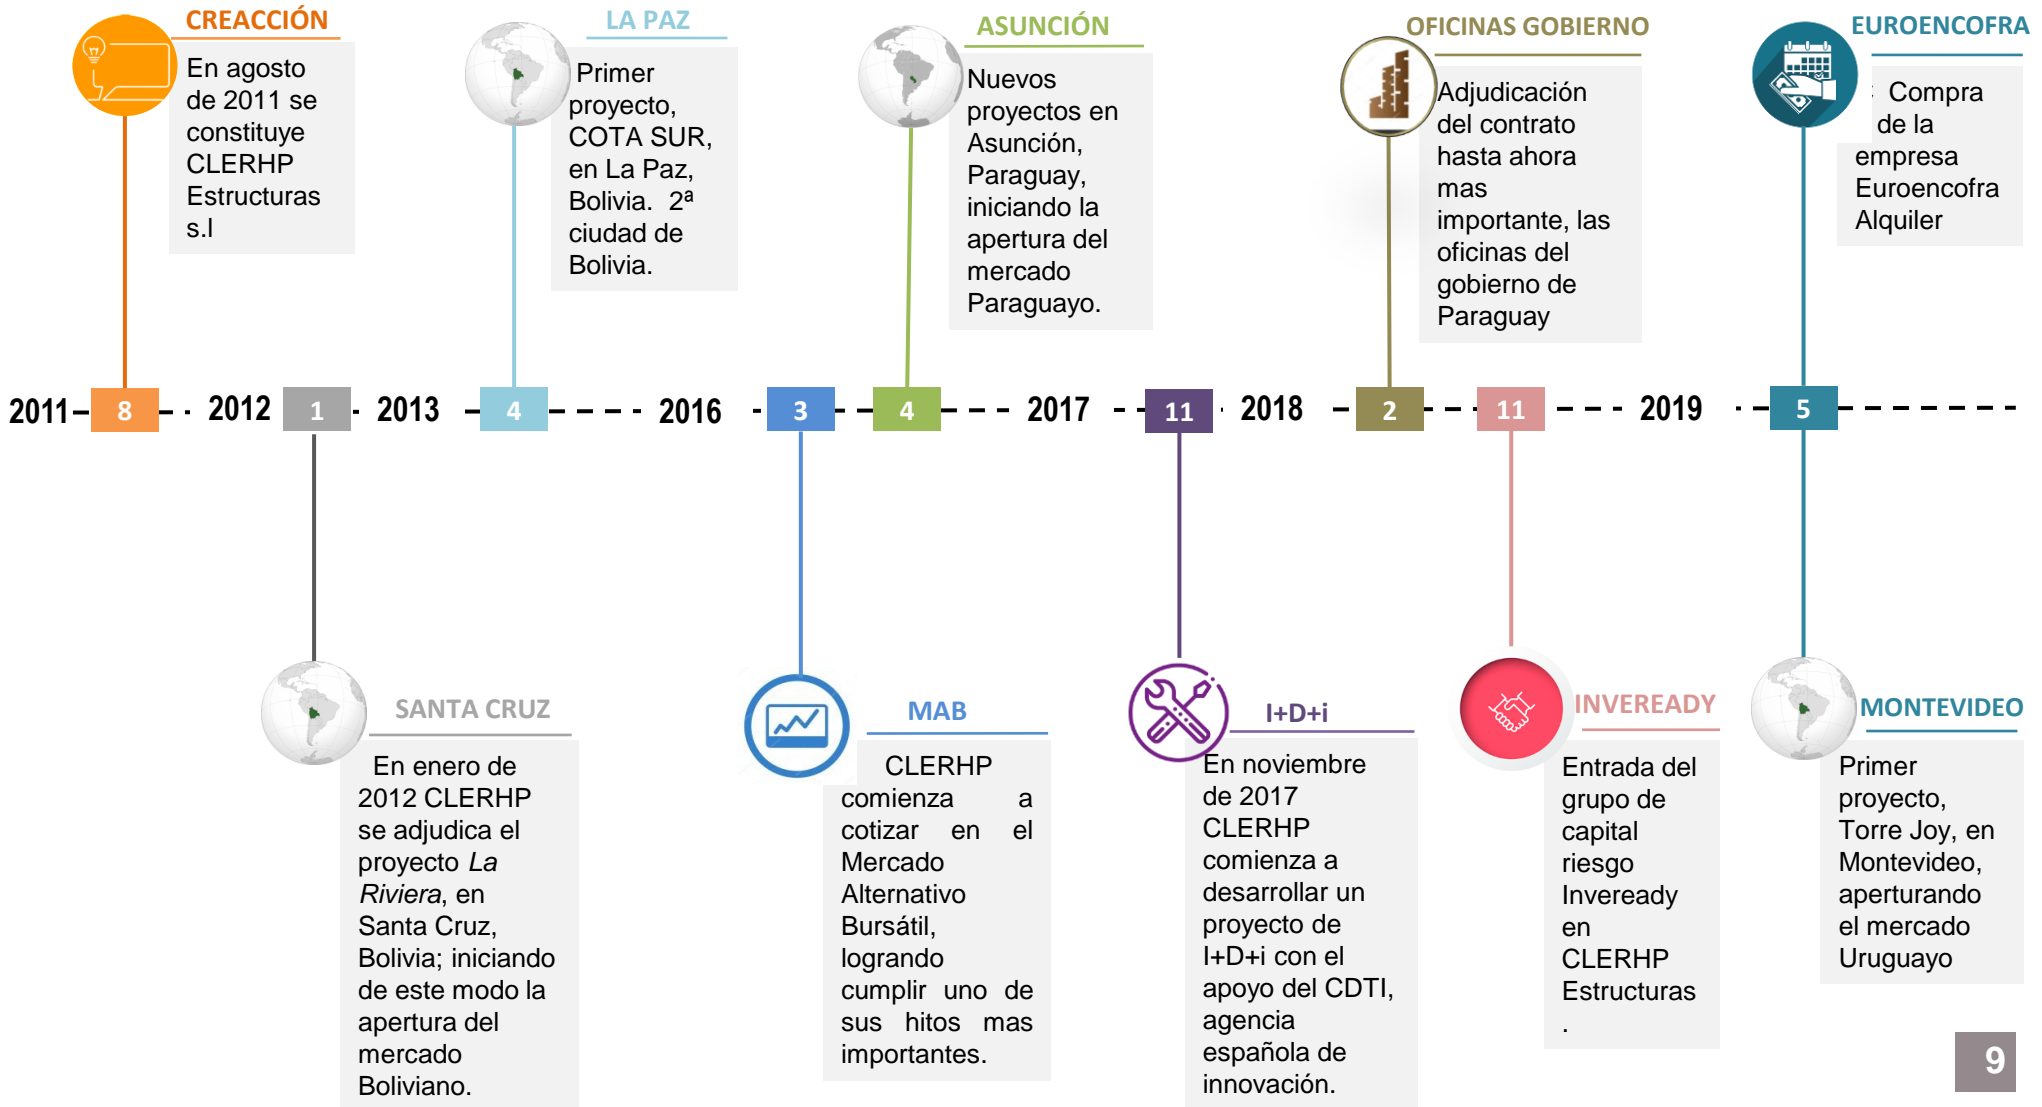 CREACCIÓN
En agosto
de 2011 se
constituye
CLERHP
Estructuras
s.l
LA PAZ
Primer
proyecto,
COTA SUR,
en La Paz,
Bolivia. 2ª
ciudad de
Bolivia.
ASUNCIÓN
Nuevos
proyectos en
Asunción,
Paraguay,
iniciando la
apertura del
mercado
Paraguayo.
OFICINAS GOBIERNO
Adjudicación
del contrato
hasta ahora
mas
importante, las
oficinas del
gobierno de
Paraguay
EUROENCOFRA
Compra
de la
empresa
Euroencofra
Alquiler
2011 8 2012 1 2013 4 2016 3 4 2017 11 2018 2 11 2019 5
SANTA CRUZ
En enero de
2012 CLERHP
se adjudica el
proyecto La
Riviera, en
Santa Cruz,
Bolivia; iniciando
de este modo la
apertura del
mercado
Boliviano.
MAB
CLERHP
comienza a
cotizar en el
Mercado
Alternativo
Bursátil,
logrando
cumplir uno de
sus hitos mas
importantes.
I+D+i
En noviembre
de 2017
CLERHP
comienza a
desarrollar un
proyecto de
I+D+i con el
apoyo del CDTI,
agencia
española de
innovación.
INVEREADY
Entrada del
grupo de
capital
riesgo
Inveready
en
CLERHP
Estructuras
.
MONTEVIDEO
Primer
proyecto,
Torre Joy, en
Montevideo,
aperturando
el mercado
Uruguayo
9